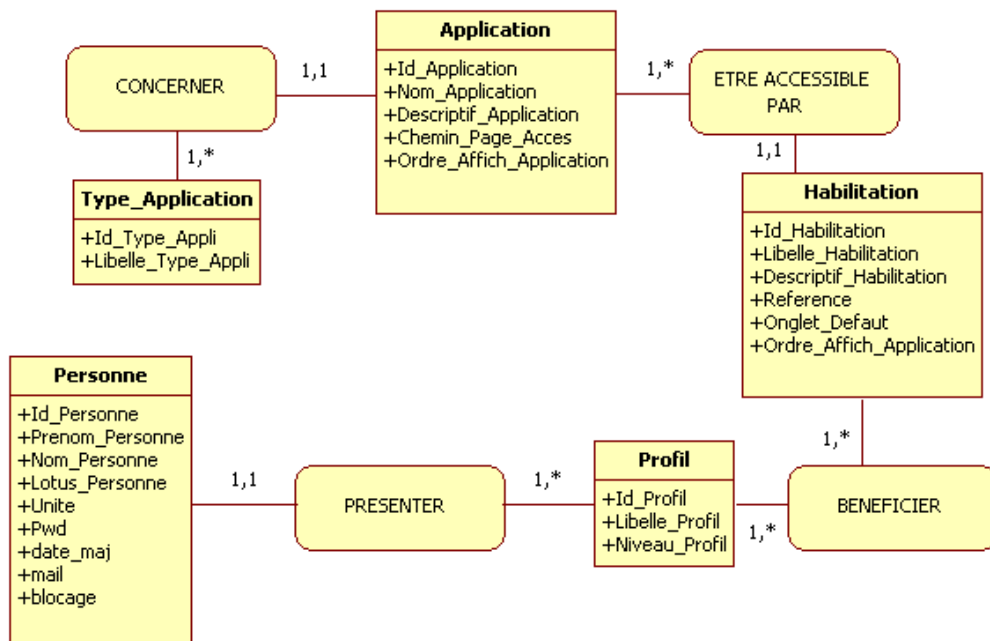 Application
+Id_Application
+Nom_Application
+Descriptif_Application
+Chemin_Page_Acces
+Ordre_Affich_Application
CONCERNER
1,1
1,*
ETRE ACCESSIBLE
PAR
1,*
1,1
Type_Application
+Id_Type_Appli
+Libelle_Type_Appli
Habilitation
+Id_Habilitation
+Libelle_Habilitation
+Descriptif_Habilitation
+Reference
+Onglet_Defaut
+Ordre_Affich_Application
Personne
+Id_Personne
+Prenom_Personne
+Nom_Personne
+Lotus_Personne
+Unite
+Pwd
+date_maj
+mail
+blocage
1,1
PRESENTER
1,*
Profil
+Id_Profil
+Libelle_Profil
+Niveau_Profil
1,*
1,*
BENEFICIER